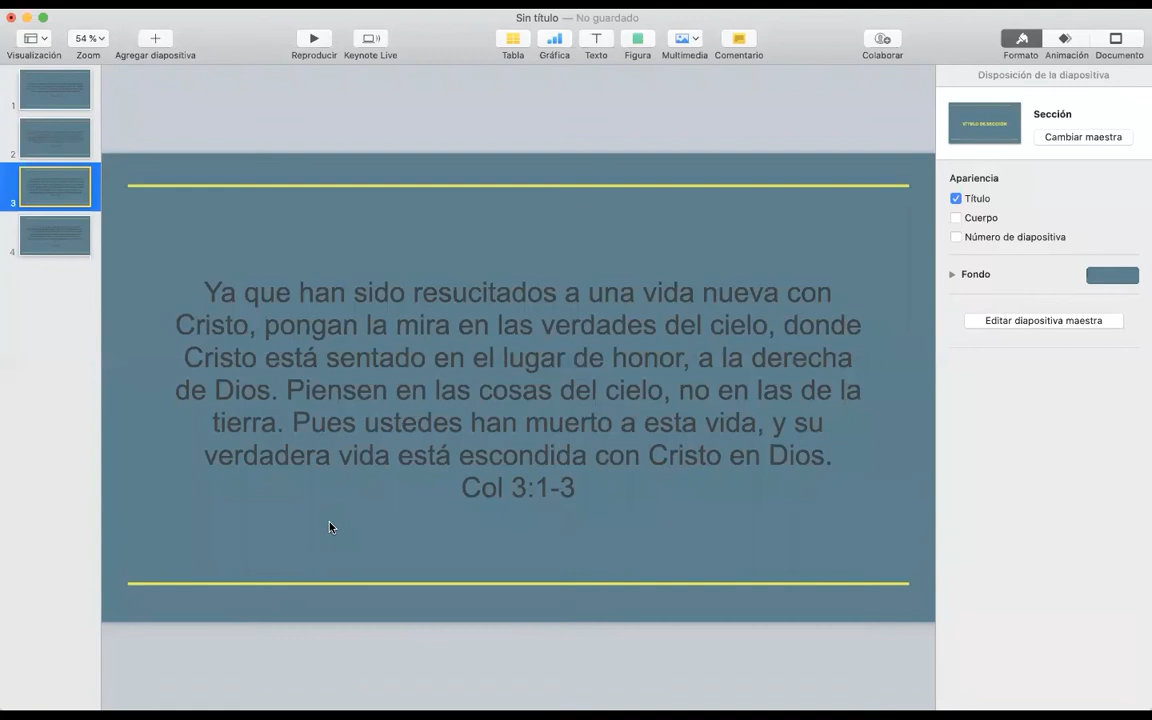 Sin título — No guardado
Visualización
54 %
Zoom
Agregar diapositiva
Reproducir
Keynote Live
Tabla
Gráfica
T
Texto
Figura
Multimedia
Comentario
Colaborar
Formato
Animación
Documento
1
2
3
4
Ya que han sido resucitados a una vida nueva con
Cristo, pongan la mira en las verdades del cielo, donde
Cristo está sentado en el lugar de honor, a la derecha
de Dios. Piensen en las cosas del cielo, no en las de la
tierra. Pues ustedes han muerto a esta vida, y su
verdadera vida está escondida con Cristo en Dios.
Col 3:1-3
Disposición de la diapositiva
Sección
Cambiar maestra
Apariencia
Título
Cuerpo
Número de diapositiva
Fondo
Editar diapositiva maestra